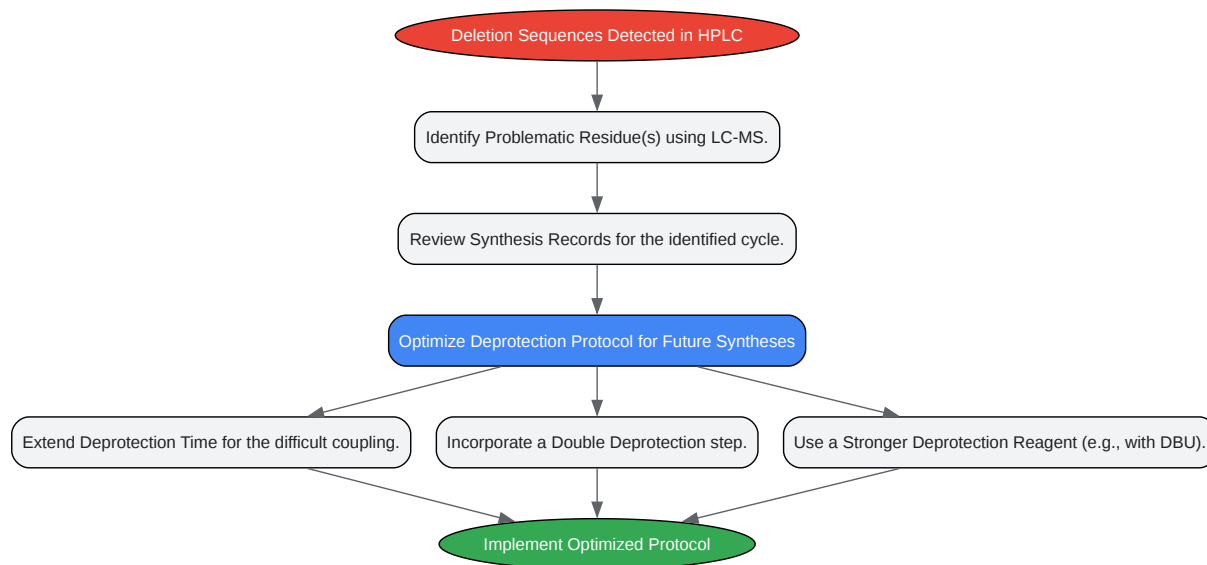 Deletion Sequences Detected in HPLC
Identify Problematic Residue(s) using LC-MS.
Review Synthesis Records for the identified cycle.
Optimize Deprotection Protocol for Future Syntheses
Extend Deprotection Time for the difficult coupling.
Incorporate a Double Deprotection step.
Use a Stronger Deprotection Reagent (e.g., with DBU).
Implement Optimized Protocol